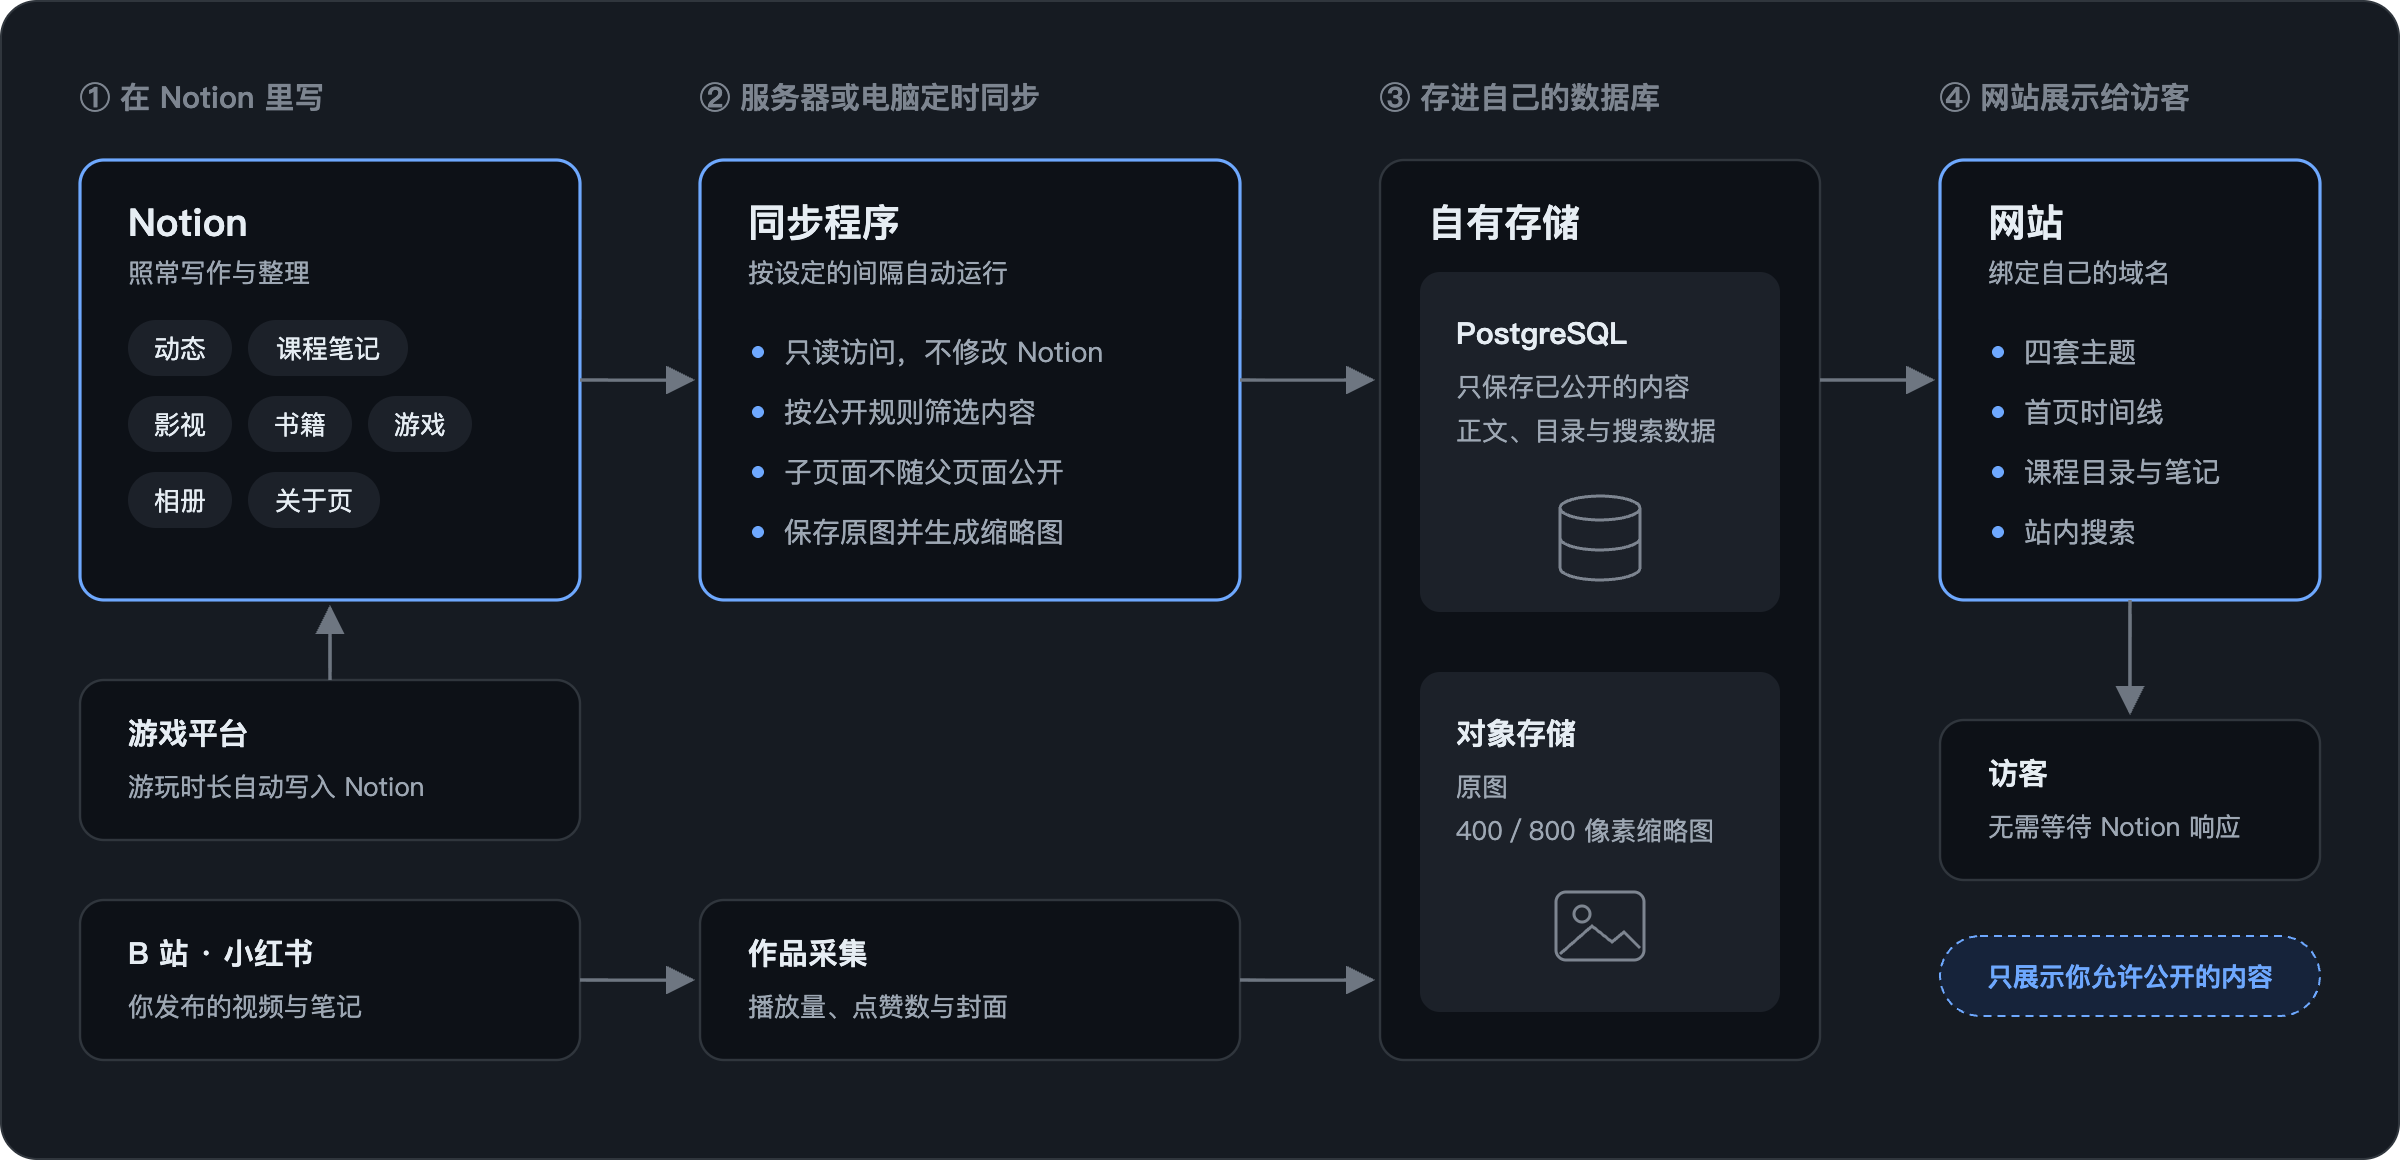 ① 在 Notion 里写
② 服务器或电脑定时同步
③ 存进自己的数据库
④ 网站展示给访客
Notion
照常写作与整理
动态
课程笔记
影视
书籍
游戏
相册
关于页
同步程序
按设定的间隔自动运行
只读访问，不修改 Notion
按公开规则筛选内容
子页面不随父页面公开
保存原图并生成缩略图
自有存储
PostgreSQL
只保存已公开的内容
正文、目录与搜索数据
对象存储
原图
400 / 800 像素缩略图
网站
绑定自己的域名
四套主题
首页时间线
课程目录与笔记
站内搜索
游戏平台
游玩时长自动写入 Notion
B 站 · 小红书
你发布的视频与笔记
作品采集
播放量、点赞数与封面
访客
无需等待 Notion 响应
只展示你允许公开的内容